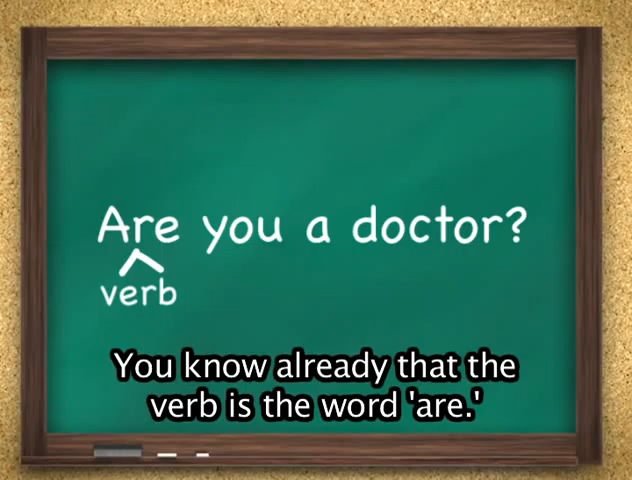 Are you a doctor?
verb
You know already that the
verb is the word 'are.'